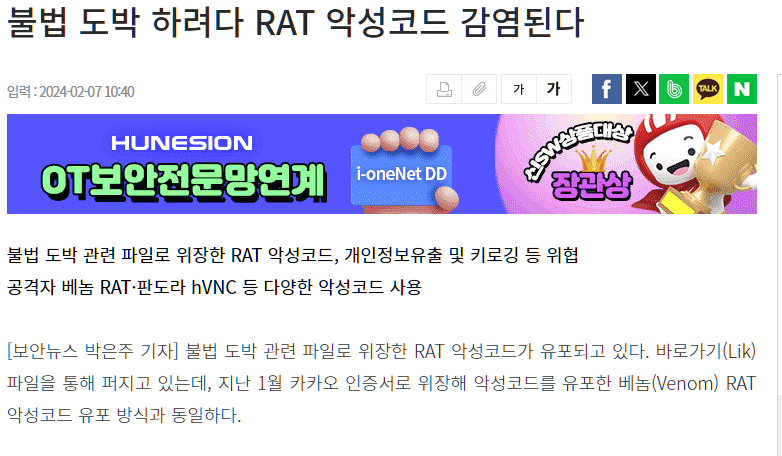 불법 도박 하려다 RAT 악성코드 감염된다
입력 : 2024-02-07 10:40
가 가 f X b TALK N
HUNESION
OT보안전문망연계
i-oneNet DD
신SW상품대상
장관상
불법 도박 관련 파일로 위장한 RAT 악성코드, 개인정보유출 및 키로깅 등 위협
공격자 베놈 RAT·판도라 hVNC 등 다양한 악성코드 사용
[보안뉴스 박은주 기자] 불법 도박 관련 파일로 위장한 RAT 악성코드가 유포되고 있다. 바로가기(Lik)
파일을 통해 퍼지고 있는데, 지난 1월 카카오 인증서로 위장해 악성코드를 유포한 베놈(Venom) RAT
악성코드 유포 방식과 동일하다.